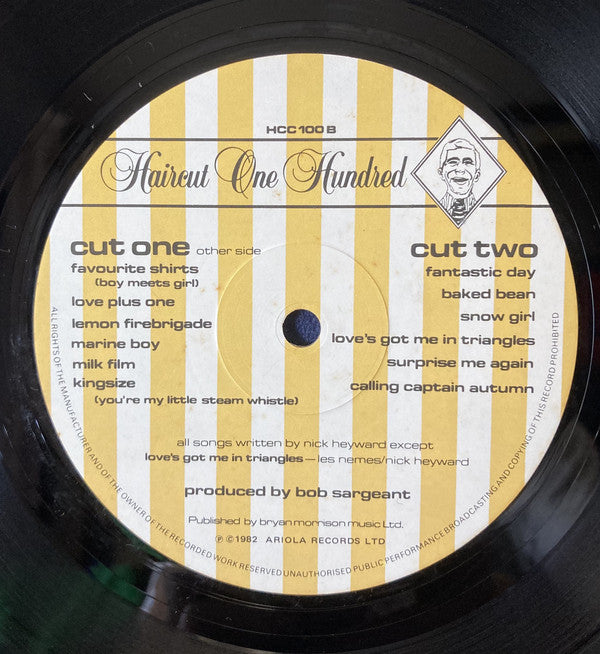 HCC 100 B
Haircut One Hundred
cut one other side
favourite shirts
(boy meets girl)
love plus one
lemon firebrigade
marine boy
milk film
kingsize
(you're my little steam whistle)
cut two
fantastic day
baked bean
snow girl
love's got me in triangles
surprise me again
calling captain autumn
all songs written by nick heyward except
love's got me in triangles — les nemes/nick heyward
produced by bob sargeant
Published by bryan morrison music Ltd.
℗ © 1982 ARIOLA RECORDS LTD
ALL RIGHTS OF THE MANUFACTURER AND OF THE OWNER OF THE RECORDED WORK RESERVED UNAUTHORISED PUBLIC PERFORMANCE BROADCASTING AND COPYING OF THIS RECORD PROHIBITED